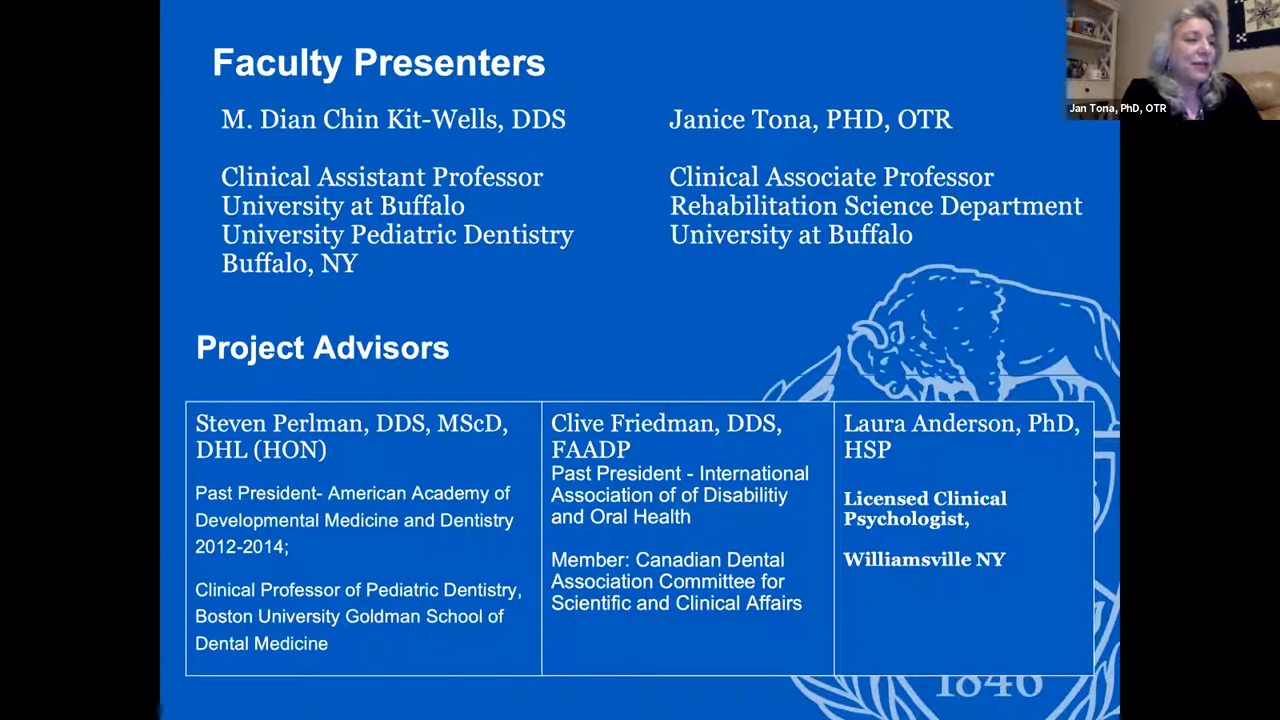 Faculty Presenters
M. Dian Chin Kit-Wells, DDS
Clinical Assistant Professor
University at Buffalo
University Pediatric Dentistry
Buffalo, NY
Janice Tona, PHD, OTR
Clinical Associate Professor
Rehabilitation Science Department
University at Buffalo
Jan Tona, PhD, OTR
Project Advisors
Steven Perlman, DDS, MScD,
DHL (HON)
Past President- American Academy of
Developmental Medicine and Dentistry
2012-2014;
Clinical Professor of Pediatric Dentistry,
Boston University Goldman School of
Dental Medicine
Clive Friedman, DDS,
FAADP
Past President - International
Association of of Disabilitiy
and Oral Health
Member: Canadian Dental
Association Committee for
Scientific and Clinical Affairs
Laura Anderson, PhD,
HSP
Licensed Clinical
Psychologist,
Williamsville NY
1846